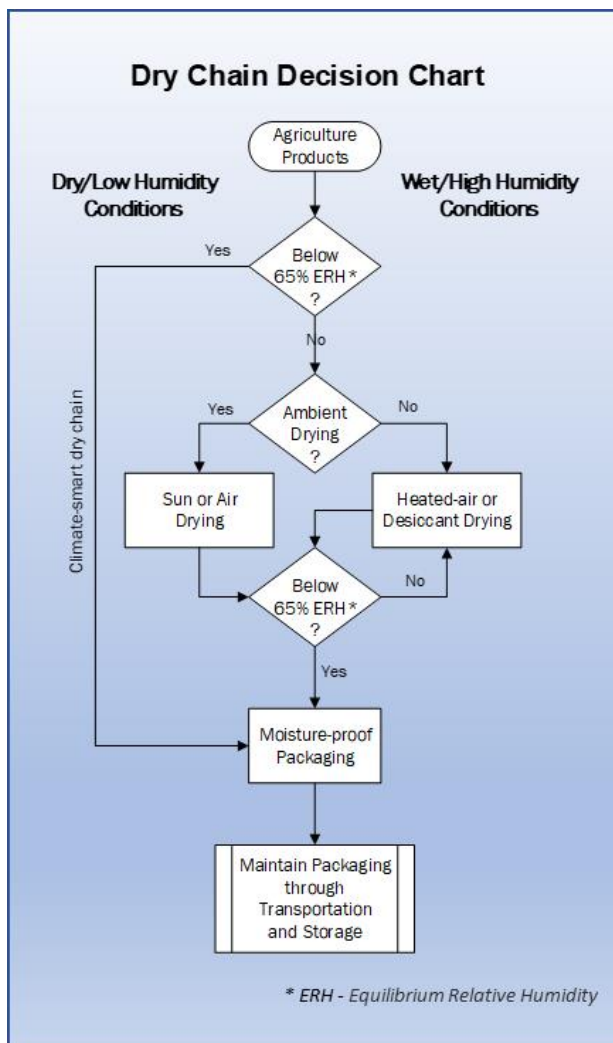 Dry Chain Decision Chart
Agriculture
Products
Dry/Low Humidity
Conditions
Wet/High Humidity
Conditions
Yes
Below
65% ERH *
?
No
Climate-smart dry chain
Yes
Ambient
Drying
?
No
Sun or Air
Drying
Heated-air or
Desiccant Drying
Below
65% ERH *
?
No
Yes
Moisture-proof
Packaging
Maintain Packaging
through
Transportation
and Storage
* ERH - Equilibrium Relative Humidity